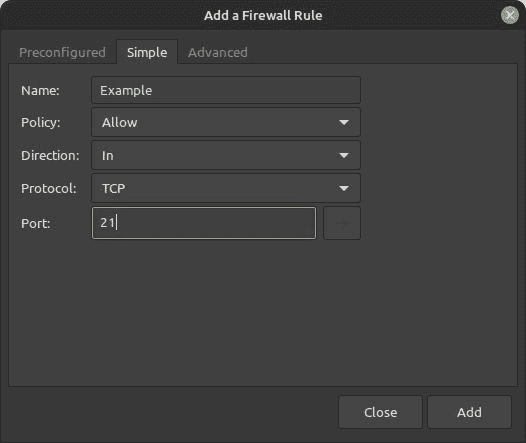 Add a Firewall Rule
Preconfigured Simple Advanced
Name: Example
Policy: Allow
Direction: In
Protocol: TCP
Port: 21
Close Add